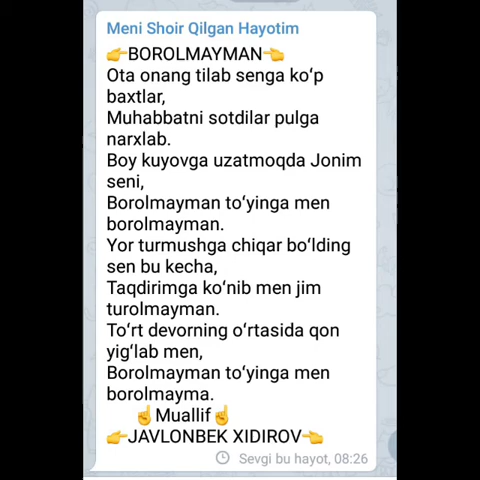 Meni Shoir Qilgan Hayotim
👉BOROLMAYMAN👈
Ota onang tilab senga koʻp
baxtlar,
Muhabbatni sotdilar pulga
narxlab.
Boy kuyovga uzatmoqda Jonim
seni,
Borolmayman toʻyinga men
borolmayman.
Yor turmushga chiqar boʻlding
sen bu kecha,
Taqdirimga koʻnib men jim
turolmayman.
Toʻrt devorning oʻrtasida qon
yigʻlab men,
Borolmayman toʻyinga men
borolmayma.
☝Muallif☝
👉JAVLONBEK XIDIROV👈
Sevgi bu hayot, 08:26